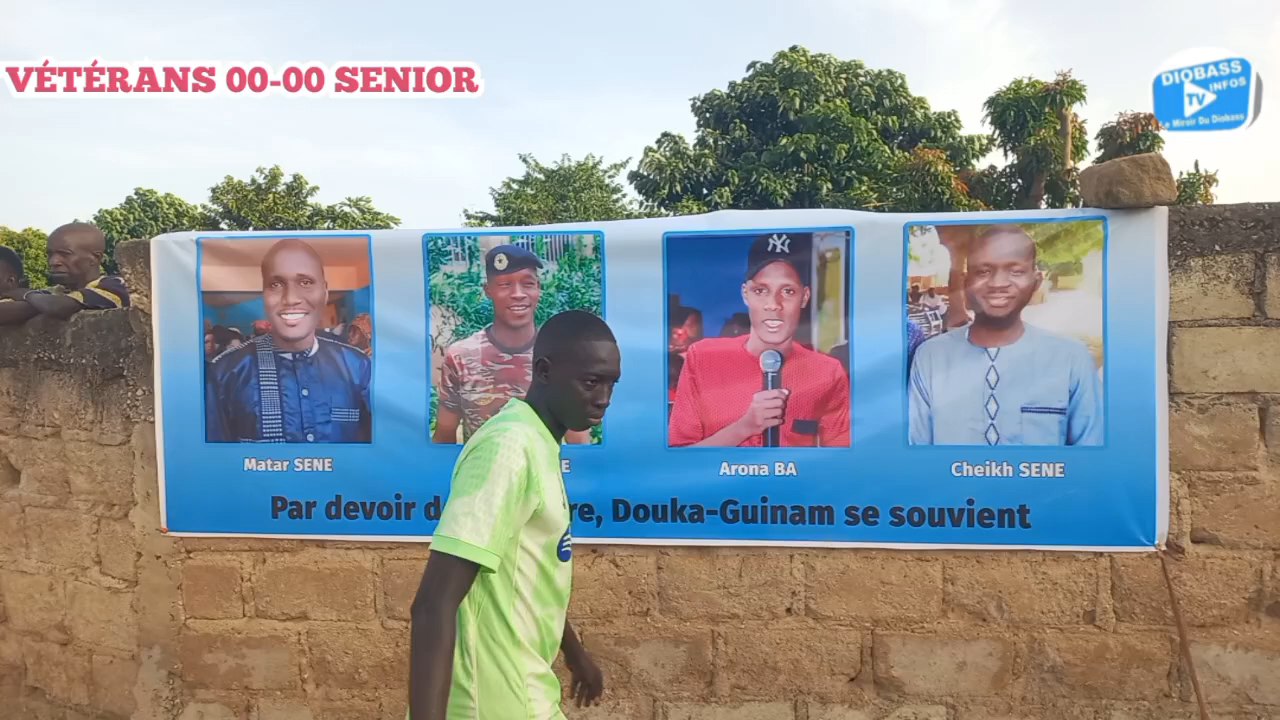 VÉTÉRANS 00-00 SENIOR
DIOBASS
TV INFOS
Le Miroir Du Diobass
NY
Matar SENE
E
Arona BA
Cheikh SENE
Par devoir d re, Douka-Guinam se souvient